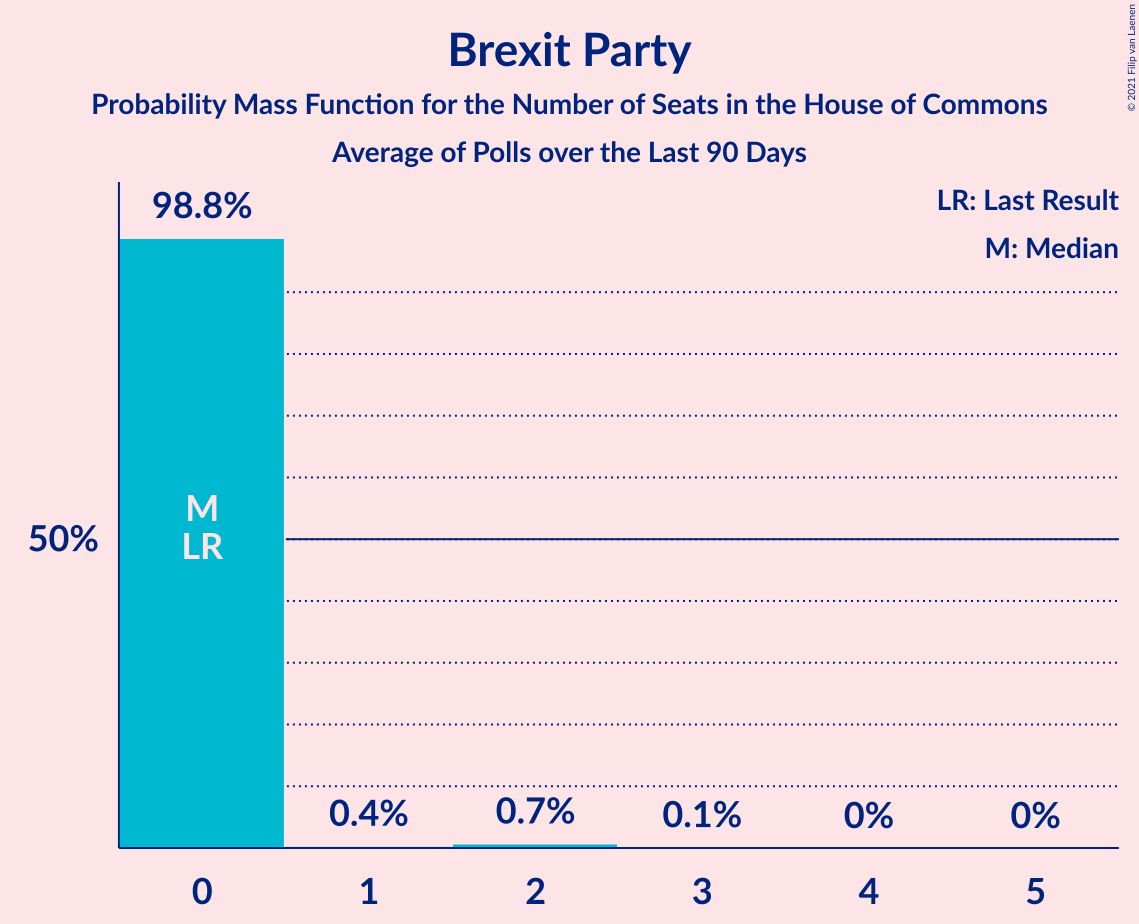 Brexit Party
Probability Mass Function for the Number of Seats in the House of Commons
Average of Polls over the Last 90 Days
© 2021 Filip van Laenen
LR: Last Result
M: Median
98.8%
M
LR
50%
0.4%
0.7%
0.1%
0%
0%
0 1 2 3 4 5